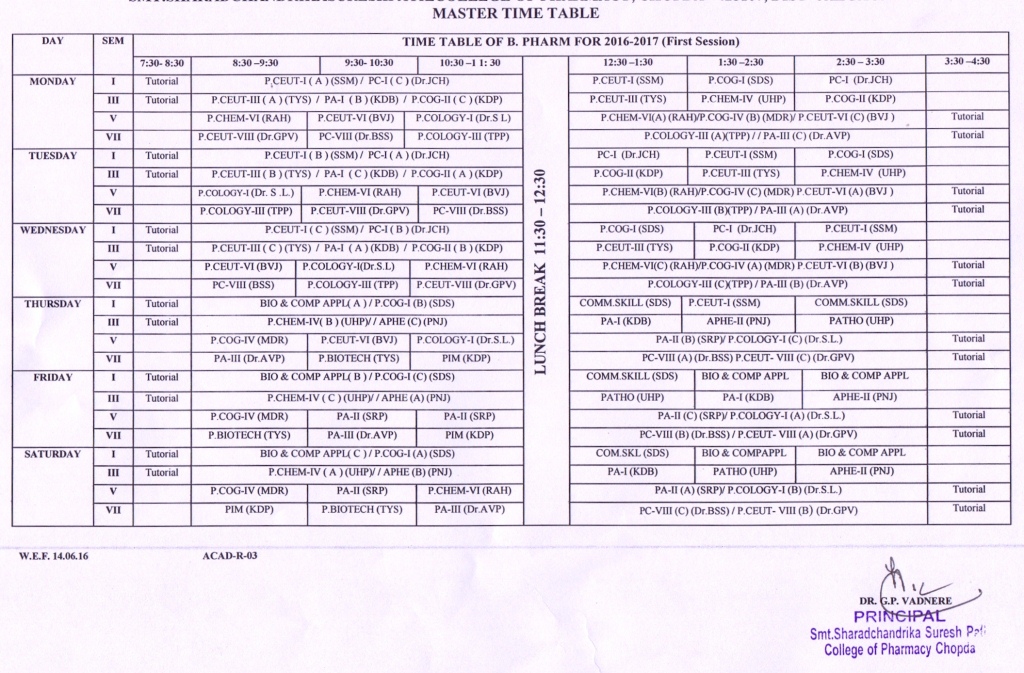 MASTER TIME TABLE
DAY SEM TIME TABLE OF B. PHARM FOR 2016-2017 (First Session)
7:30- 8:30 8:30 –9:30 9:30- 10:30 10:30 –1 1: 30 12:30 –1:30 1:30 –2:30 2:30 – 3:30 3:30 –4:30
MONDAY I Tutorial P.CEUT-I ( A ) (SSM) / PC-I ( C ) (Dr.JCH) P.CEUT-I (SSM) P.COG-I (SDS) PC-I (Dr.JCH)
III Tutorial P.CEUT-III ( A ) (TYS) / PA-I ( B ) (KDB) / P.COG-II ( C ) (KDP) P.CEUT-III (TYS) P.CHEM-IV (UHP) P.COG-II (KDP)
V P.CHEM-VI (RAH) P.CEUT-VI (BVJ) P.COLOGY-I (Dr.S L) P.CHEM-VI(A) (RAH)/P.COG-IV (B) (MDR)/ P.CEUT-VI (C) (BVJ ) Tutorial
VII P.CEUT-VIII (Dr.GPV) PC-VIII (Dr.BSS) P.COLOGY-III (TPP) P.COLOGY-III (A)(TPP) / / PA-III (C) (Dr.AVP) Tutorial
TUESDAY I Tutorial P.CEUT-I ( B ) (SSM)/ PC-I ( A ) (Dr.JCH) PC-I (Dr.JCH) P.CEUT-I (SSM) P.COG-I (SDS)
III Tutorial P.CEUT-III ( B ) (TYS) / PA-I ( C ) (KDB) / P.COG-II ( A ) (KDP) P.COG-II (KDP) P.CEUT-III (TYS) P.CHEM-IV (UHP)
V P.COLOGY-I (Dr. S .L) P.CHEM-VI (RAH) P.CEUT-VI (BVJ) P.CHEM-VI(B) (RAH)/P.COG-IV (C) (MDR) P.CEUT-VI (A) (BVJ ) Tutorial
VII P.COLOGY-III (TPP) P.CEUT-VIII (Dr.GPV) PC-VIII (Dr.BSS) P.COLOGY-III (B)(TPP) / PA-III (A) (Dr.AVP) Tutorial
LUNCH BREAK 11:30 – 12:30
WEDNESDAY I Tutorial P.CEUT-I ( C ) (SSM) / PC-I ( B ) (Dr.JCH) P.COG-I (SDS) PC-I (Dr.JCH) P.CEUT-I (SSM)
III Tutorial P.CEUT-III ( C ) (TYS) / PA-I ( A ) (KDB) / P.COG-II ( B ) (KDP) P.CEUT-III (TYS) P.COG-II (KDP) P.CHEM-IV (UHP)
V P.CEUT-VI (BVJ) P.COLOGY-I(Dr.S.L) P.CHEM-VI (RAH) P.CHEM-VI(C) (RAH)/P.COG-IV (A) (MDR) P.CEUT-VI (B) (BVJ ) Tutorial
VII PC-VIII (BSS) P.COLOGY-III (TPP) P.CEUT-VIII (Dr.GPV) P.COLOGY-III (C)(TPP)/ PA-III (B) (Dr.AVP) Tutorial
THURSDAY I Tutorial BIO & COMP APPL( A ) / P.COG-I (B) (SDS) COMM.SKILL (SDS) P.CEUT-I (SSM) COMM.SKILL (SDS)
III Tutorial P.CHEM-IV( B ) (UHP)/ / APHE (C) (PNJ) PA-I (KDB) APHE-II (PNJ) PATHO (UHP)
V P.COG-IV (MDR) P.CEUT-VI (BVJ) P.COLOGY-I (Dr.S.L.) PA-II (B) (SRP)/ P.COLOGY-I (C) (Dr.S.L.) Tutorial
VII PA-III (Dr.AVP) P.BIOTECH (TYS) PIM (KDP) PC-VIII (A) (Dr.BSS) P.CEUT- VIII (C) (Dr.GPV) Tutorial
FRIDAY I Tutorial BIO & COMP APPL( B ) / P.COG-I (C) (SDS) COMM.SKILL (SDS) BIO & COMP APPL BIO & COMP APPL
III Tutorial P.CHEM-IV ( C ) (UHP)/ / APHE (A) (PNJ) PATHO (UHP) PA-I (KDB) APHE-II (PNJ)
V P.COG-IV (MDR) PA-II (SRP) PA-II (SRP) PA-II (C) (SRP)/ P.COLOGY-I (A) (Dr.S.L.) Tutorial
VII P.BIOTECH (TYS) PA-III (Dr.AVP) PIM (KDP) PC-VIII (B) (Dr.BSS) / P.CEUT- VIII (A) (Dr.GPV) Tutorial
SATURDAY I Tutorial BIO & COMP APPL( C ) / P.COG-I (A) (SDS) COM.SKL (SDS) BIO & COMPAPPL BIO & COMP APPL
III Tutorial P.CHEM-IV ( A ) (UHP)/ / APHE (B) (PNJ) PA-I (KDB) PATHO (UHP) APHE-II (PNJ)
V P.COG-IV (MDR) PA-II (SRP) P.CHEM-VI (RAH) PA-II (A) (SRP)/ P.COLOGY-I (B) (Dr.S.L.) Tutorial
VII PIM (KDP) P.BIOTECH (TYS) PA-III (Dr.AVP) PC-VIII (C) (Dr.BSS) / P.CEUT- VIII (B) (Dr.GPV) Tutorial
W.E.F. 14.06.16 ACAD-R-03
DR. G.P. VADNERE
PRINCIPAL
Smt.Sharadchandrika Suresh
College of Pharmacy Chopda